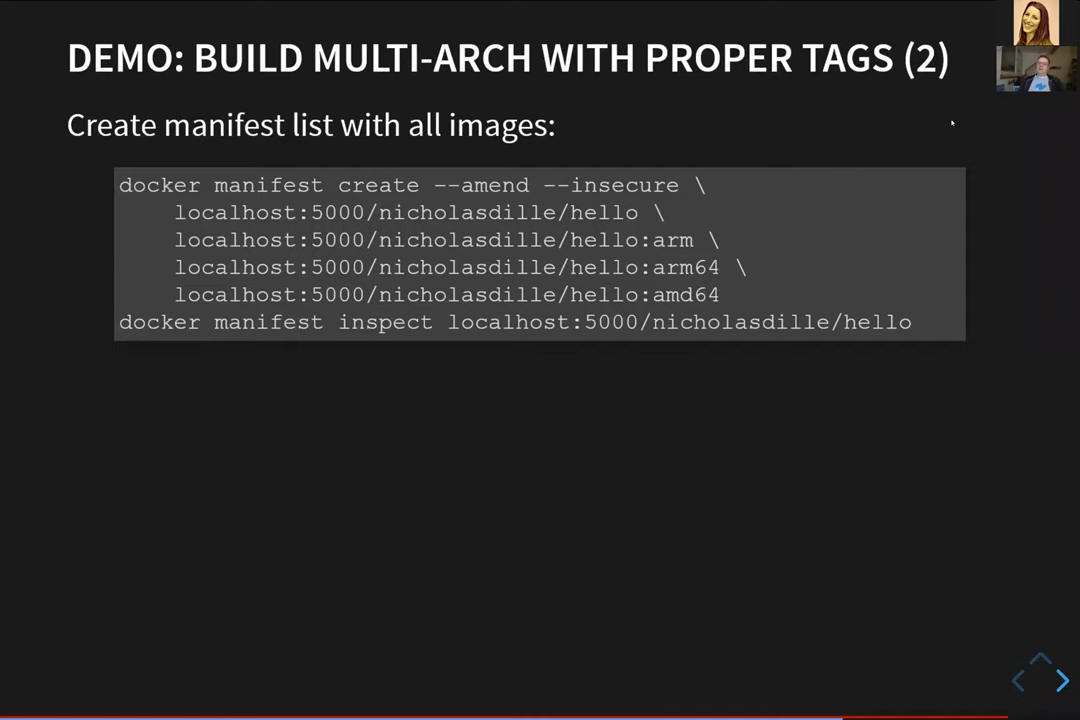 DEMO: BUILD MULTI-ARCH WITH PROPER TAGS (2)
Create manifest list with all images:
docker manifest create --amend --insecure \
localhost:5000/nicholasdille/hello \
localhost:5000/nicholasdille/hello:arm \
localhost:5000/nicholasdille/hello:arm64 \
localhost:5000/nicholasdille/hello:amd64
docker manifest inspect localhost:5000/nicholasdille/hello